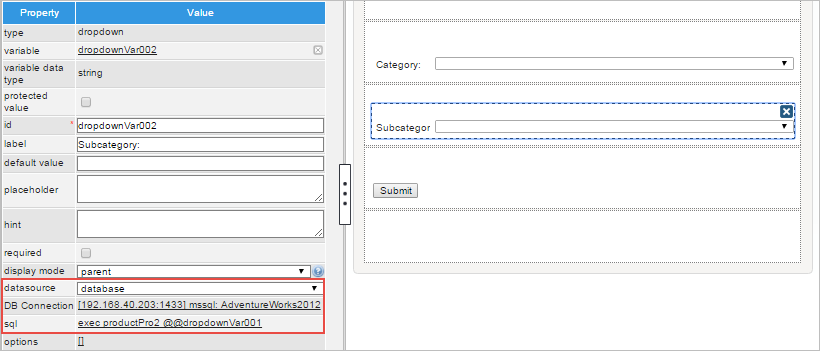 Property Value
type dropdown
variable dropdownVar002
variable data type string
protected value
id * dropdownVar002
label Subcategory:
default value
placeholder
hint
required
display mode parent
datasource database
DB Connection [192.168.40.203:1433] mssql: AdventureWorks2012
sql exec productPro2 @@dropdownVar001
options []
Category:
Subcategor
Submit